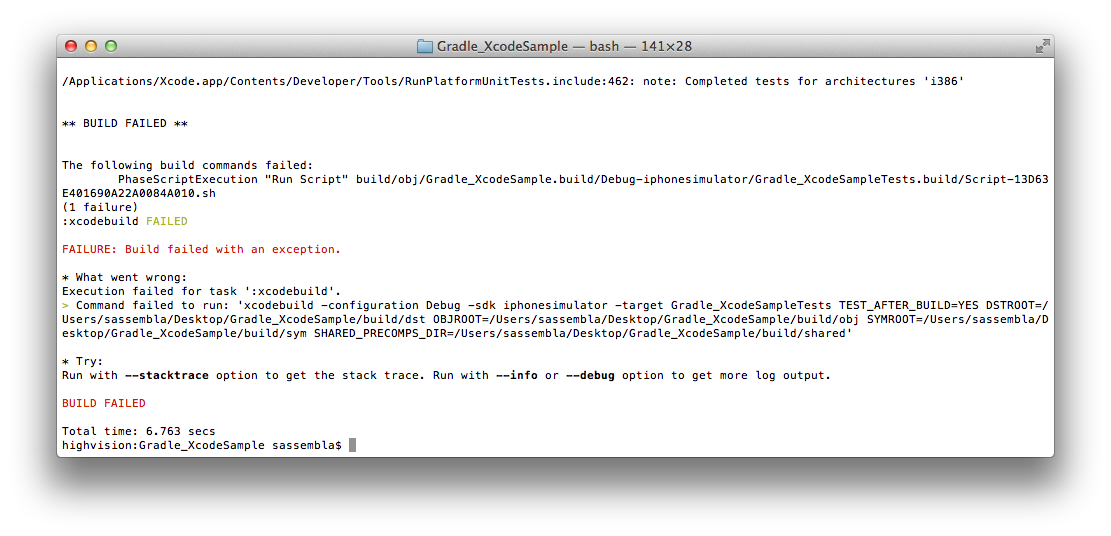 Gradle_XcodeSample — bash — 141×28
/Applications/Xcode.app/Contents/Developer/Tools/RunPlatformUnitTests.include:462: note: Completed tests for architectures 'i386'
** BUILD FAILED **
The following build commands failed:
PhaseScriptExecution "Run Script" build/obj/Gradle_XcodeSample.build/Debug-iphonesimulator/Gradle_XcodeSampleTests.build/Script-13D63
E401690A22A0084A010.sh
(1 failure)
:xcodebuild FAILED
FAILURE: Build failed with an exception.
* What went wrong:
Execution failed for task ':xcodebuild'.
> Command failed to run: 'xcodebuild -configuration Debug -sdk iphonesimulator -target Gradle_XcodeSampleTests TEST_AFTER_BUILD=YES DSTROOT=/
Users/sassembla/Desktop/Gradle_XcodeSample/build/dst OBJROOT=/Users/sassembla/Desktop/Gradle_XcodeSample/build/obj SYMROOT=/Users/sassembla/D
esktop/Gradle_XcodeSample/build/sym SHARED_PRECOMPS_DIR=/Users/sassembla/Desktop/Gradle_XcodeSample/build/shared'
* Try:
Run with --stacktrace option to get the stack trace. Run with --info or --debug option to get more log output.
BUILD FAILED
Total time: 6.763 secs
highvision:Gradle_XcodeSample sassembla$